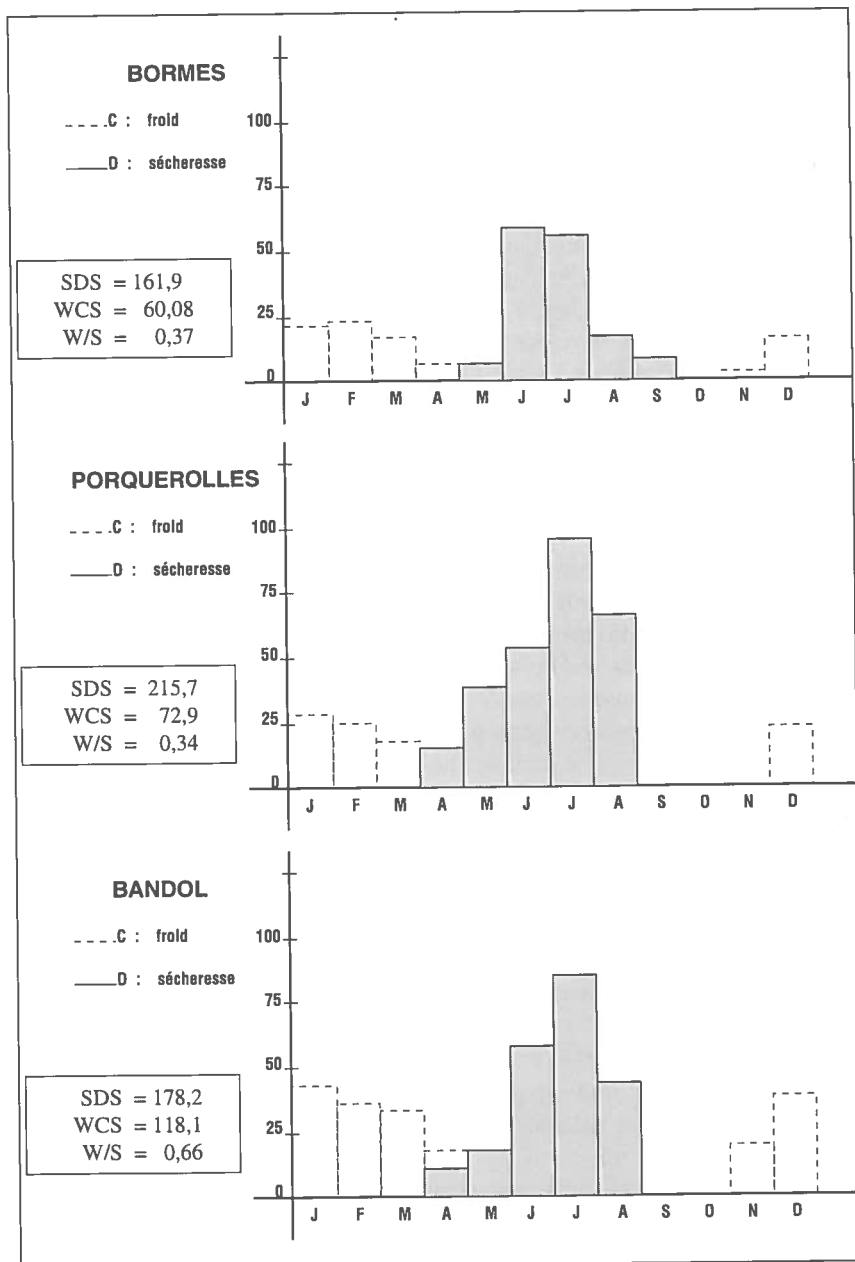 BORMES
----.C : froid
____D : sécheresse
100
75
50
25
0
SDS = 161,9
WCS = 60,08
W/S = 0,37
J F M A M J J A S O N D
PORQUEROLLES
----.C : froid
____D : sécheresse
100
75
50
25
0
SDS = 215,7
WCS = 72,9
W/S = 0,34
J F M A M J J A S O N D
BANDOL
----.C : froid
____D : sécheresse
100
75
50
25
0
SDS = 178,2
WCS = 118,1
W/S = 0,66
J F M A M J J A S O N D